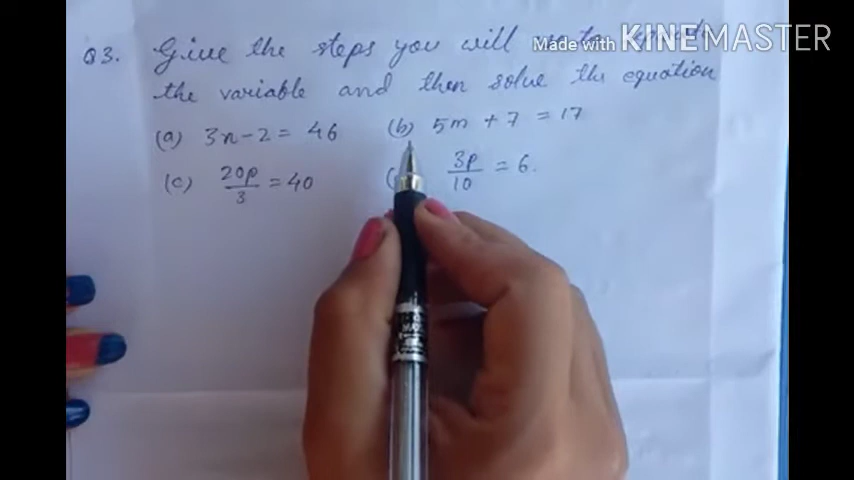 Q3. Give the steps you will
the variable and then solve the equation
(a) 3n - 2 = 46 (b) 5m + 7 = 17
(c) 20p/3 = 40 ( 3p/10 = 6.
Made with KINEMASTER